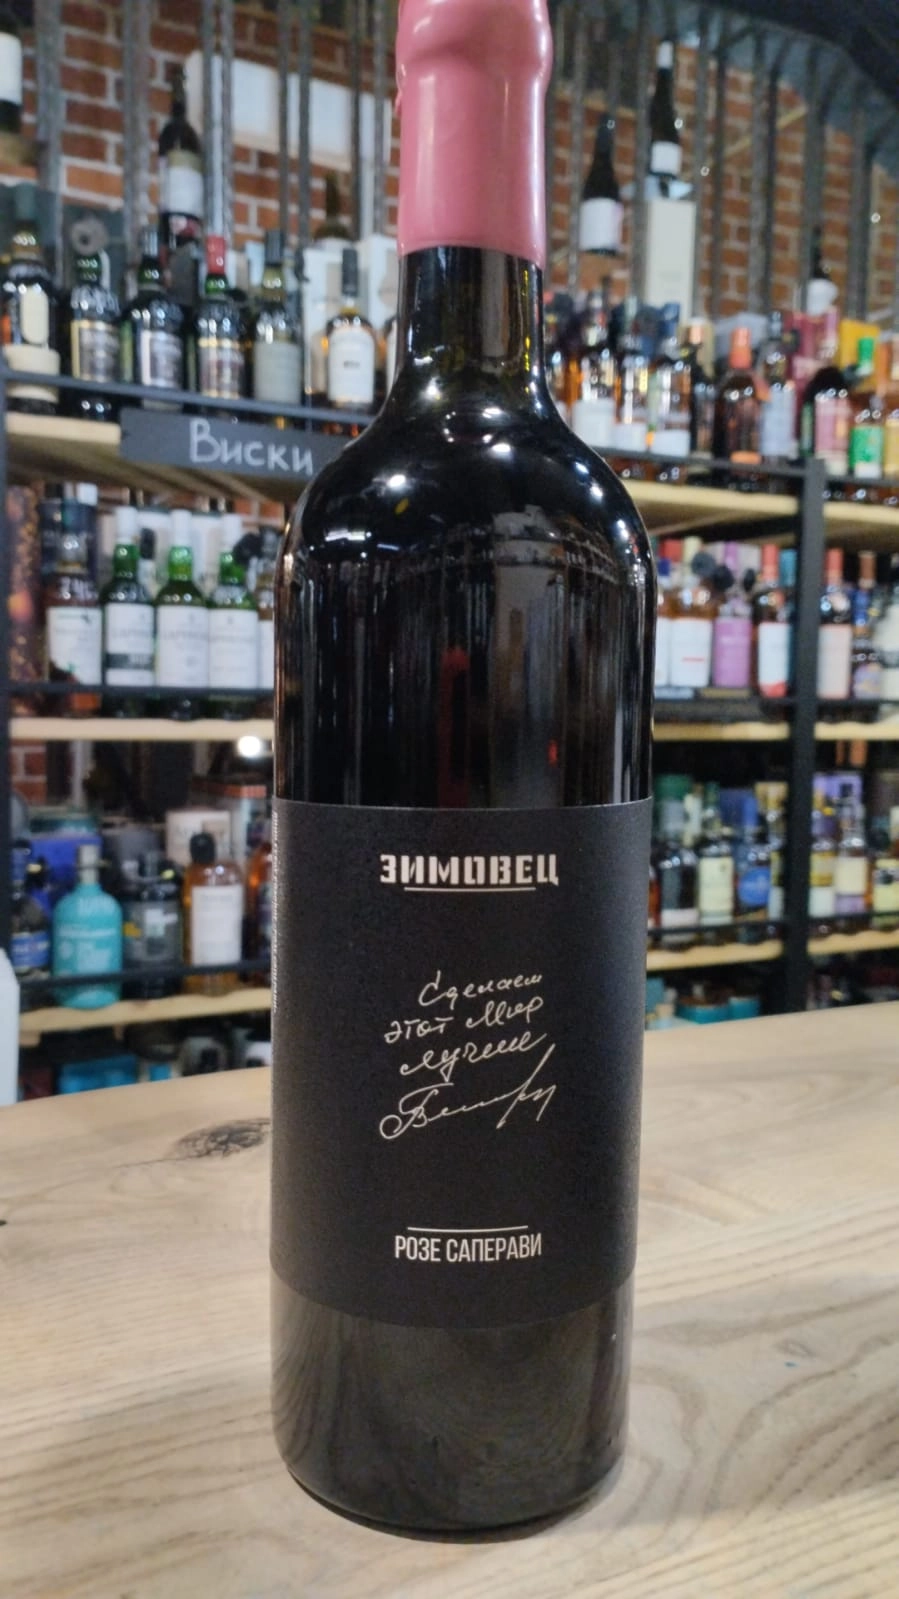 Виски
ЗИМОВЕЦ
Сделаем
этот Мир
лучше
РОЗЕ САПЕРАВИ